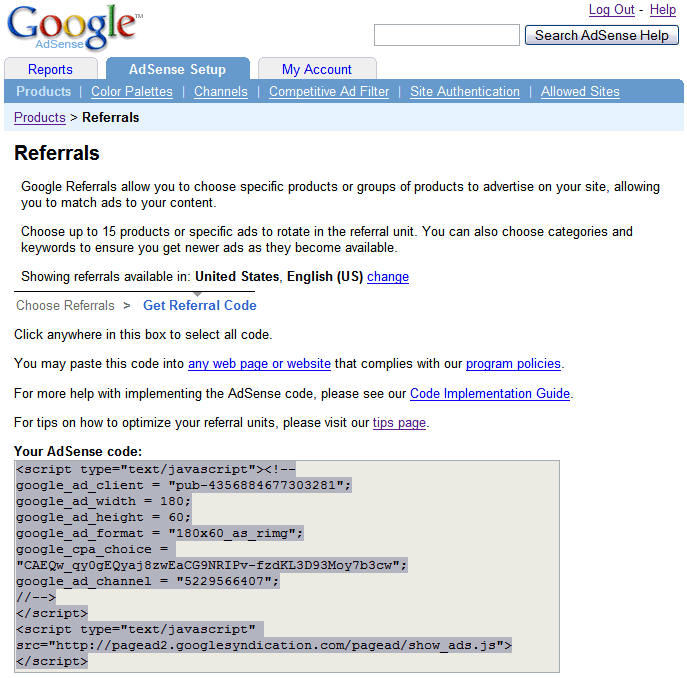 Google™
AdSense
Log Out - Help
Search AdSense Help
Reports
AdSense Setup
My Account
Products | Color Palettes | Channels | Competitive Ad Filter | Site Authentication | Allowed Sites
Products > Referrals
Referrals
Google Referrals allow you to choose specific products or groups of products to advertise on your site, allowing
you to match ads to your content.
Choose up to 15 products or specific ads to rotate in the referral unit. You can also choose categories and
keywords to ensure you get newer ads as they become available.
Showing referrals available in: United States, English (US) change
Choose Referrals > Get Referral Code
Click anywhere in this box to select all code.
You may paste this code into any web page or website that complies with our program policies.
For more help with implementing the AdSense code, please see our Code Implementation Guide.
For tips on how to optimize your referral units, please visit our tips page.
Your AdSense code:
<script type="text/javascript"><!--
google_ad_client = "pub-4356884677303281";
google_ad_width = 180;
google_ad_height = 60;
google_ad_format = "180x60_as_rimg";
google_cpa_choice =
"CAEQw_qy0gEQyaj8zwEaCG9NRIPv-fzdKL3D93Moy7b3cw";
google_ad_channel = "5229566407";
//-->
</script>
<script type="text/javascript"
src="http://pagead2.googlesyndication.com/pagead/show_ads.js">
</script>